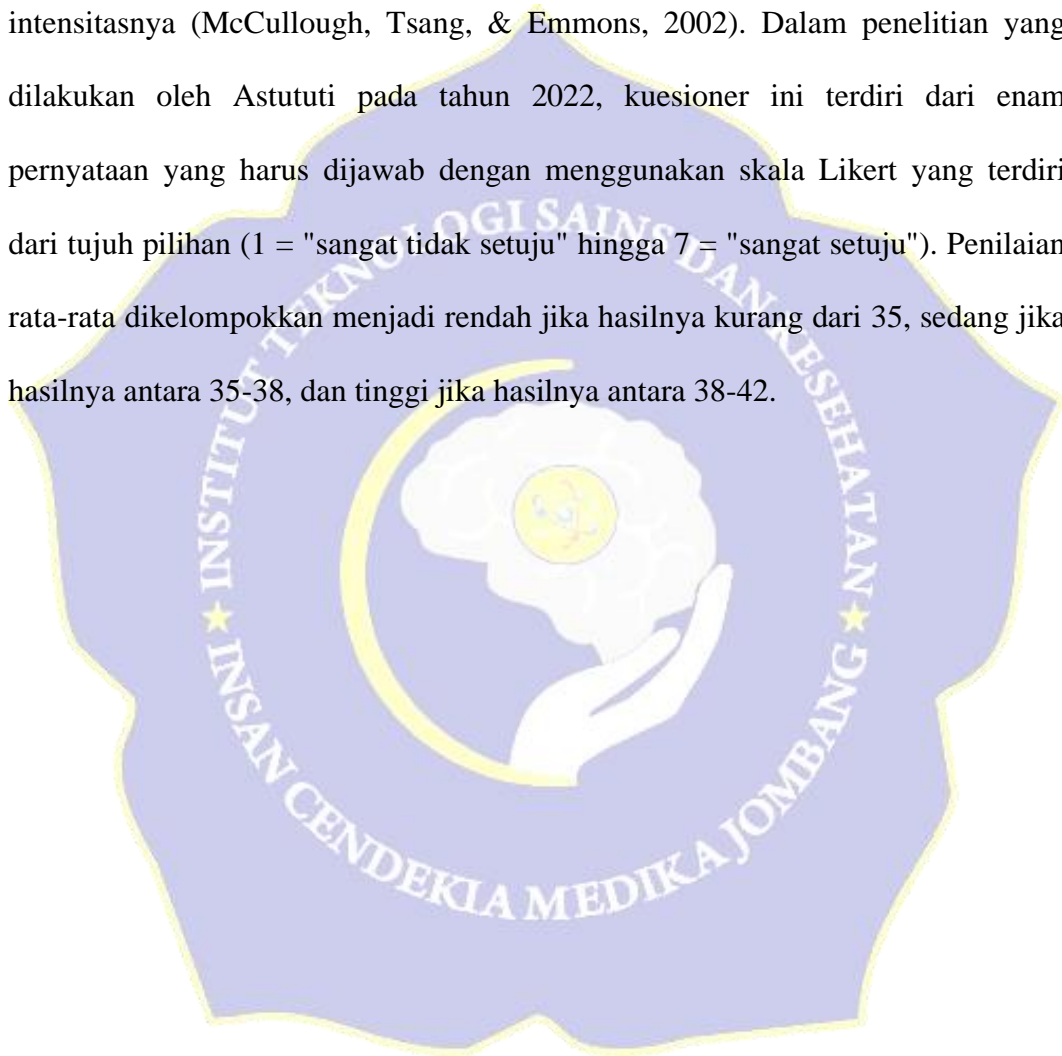 intensitasnya (McCullough, Tsang, & Emmons, 2002). Dalam penelitian yang
dilakukan oleh Astututi pada tahun 2022, kuesioner ini terdiri dari enam
pernyataan yang harus dijawab dengan menggunakan skala Likert yang terdiri
dari tujuh pilihan (1 = "sangat tidak setuju" hingga 7 = "sangat setuju"). Penilaian
rata-rata dikelompokkan menjadi rendah jika hasilnya kurang dari 35, sedang jika
hasilnya antara 35-38, dan tinggi jika hasilnya antara 38-42.
INSTITUT TEKNOLOGI SAINS DAN KESEHATAN
INSAN CENDEKIA MEDIKA JOMBANG